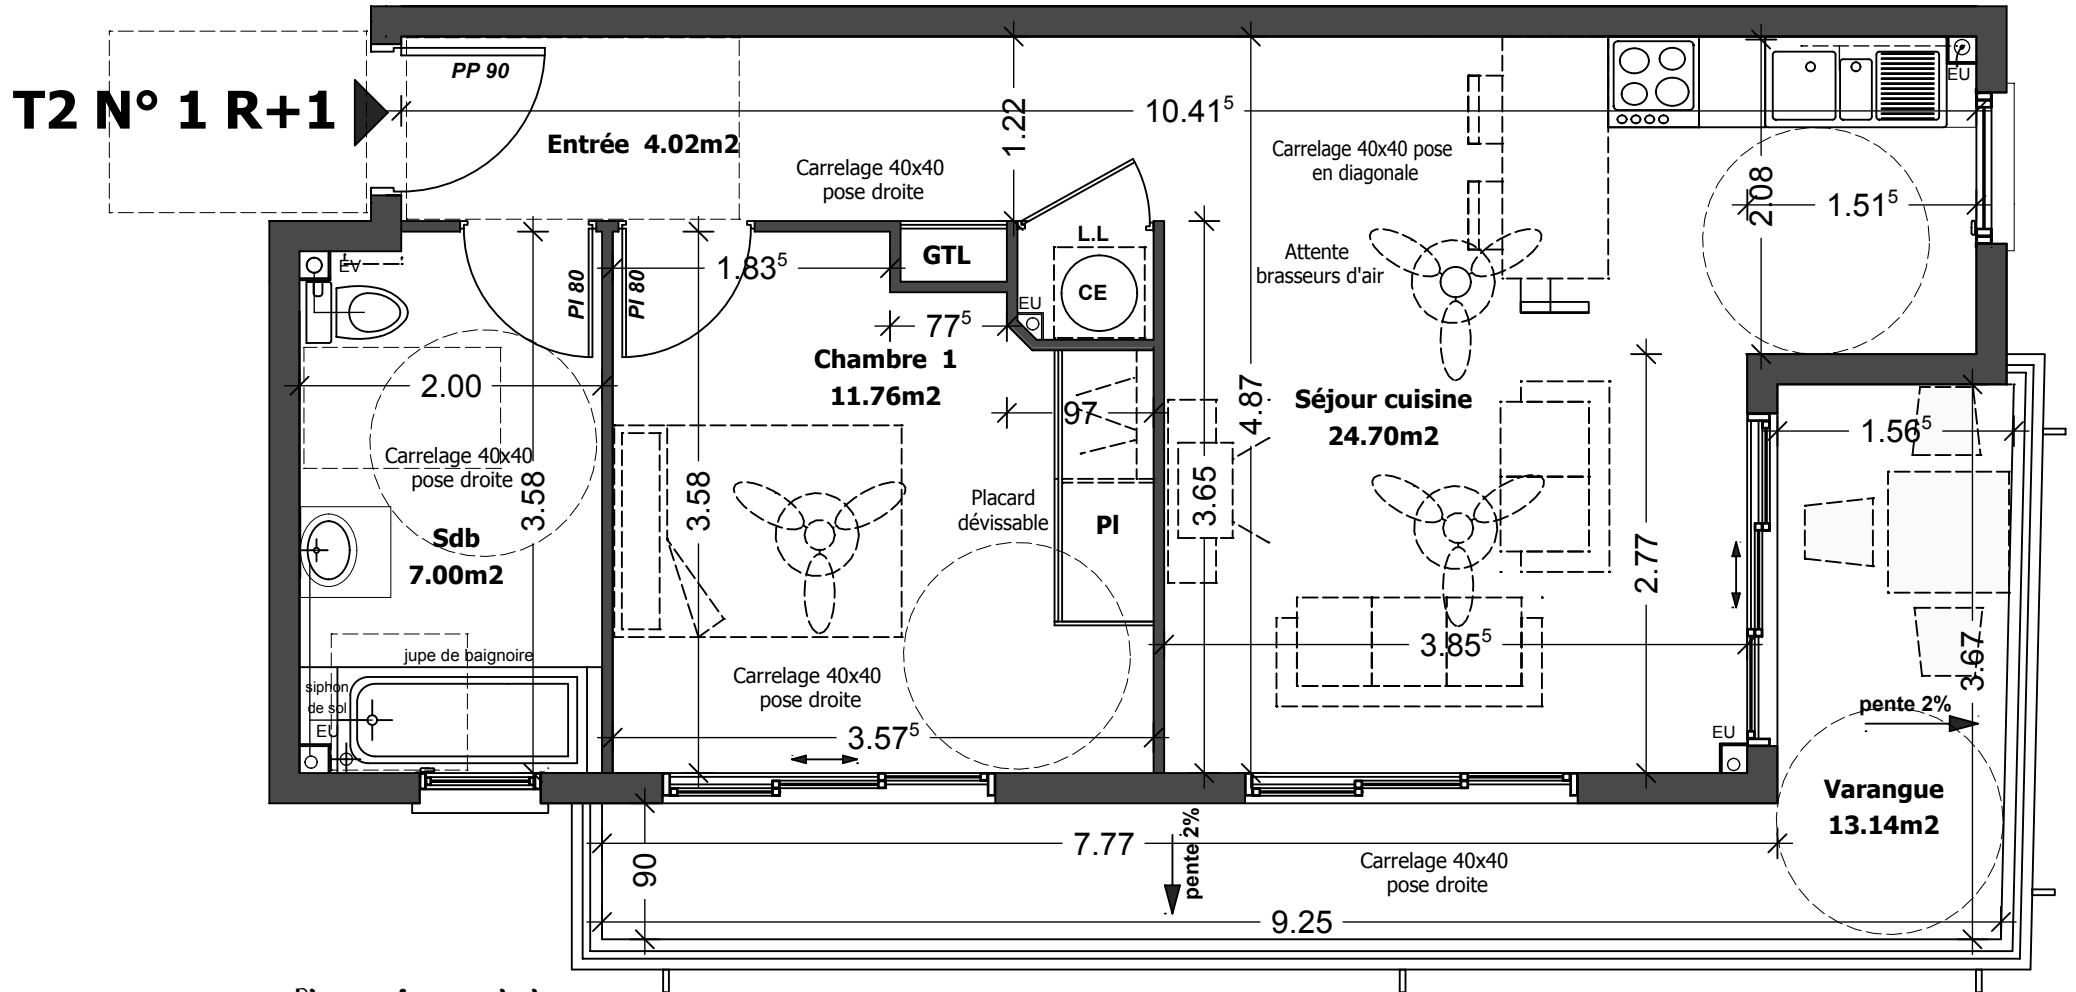 T2 N° 1 R+1
PP 90
Entrée 4.02m2
Carrelage 40x40
pose droite
1.22
10.41⁵
Carrelage 40x40 pose
en diagonale
2.08
1.51⁵
EU
EV
PI 80
PI 80
1.83⁵
GTL
L.L
CE
EU
77⁵
Attente
brasseurs d'air
2.00
Chambre 1
11.76m2
97
4.87
Séjour cuisine
24.70m2
1.56⁵
Carrelage 40x40
pose droite
3.58
3.58
Placard
dévissable
Pl
3.65
2.77
Sdb
7.00m2
jupe de baignoire
siphon
de sol
EU
Carrelage 40x40
pose droite
3.57⁵
3.85⁵
EU
3.67
pente 2%
Varangue
13.14m2
90
7.77
pente 2%
Carrelage 40x40
pose droite
9.25